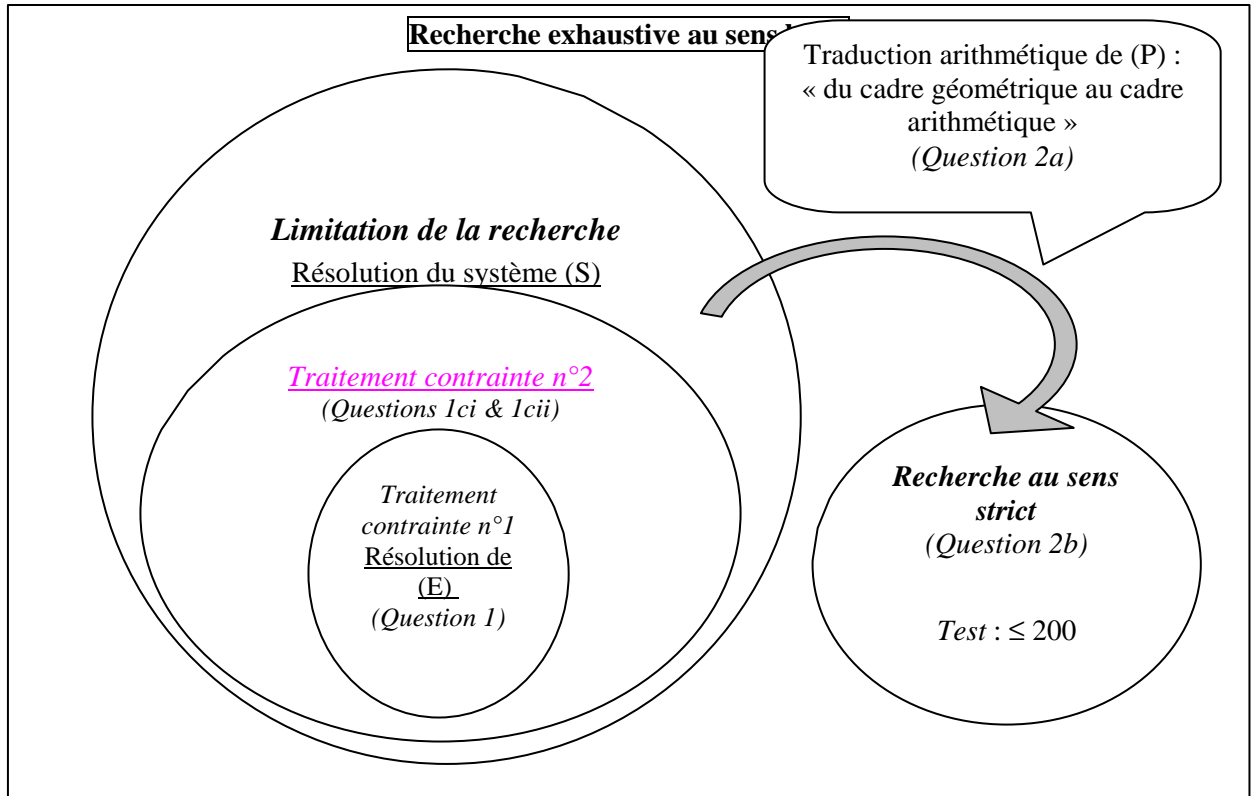 Recherche exhaustive au sens
Traduction arithmétique de (P) :
« du cadre géométrique au cadre
arithmétique »
(Question 2a)
Limitation de la recherche
Résolution du système (S)
Traitement contrainte n°2
(Questions 1ci & 1cii)
Traitement
contrainte n°1
Résolution de
(E)
(Question 1)
Recherche au sens
strict
(Question 2b)
Test : ≤ 200